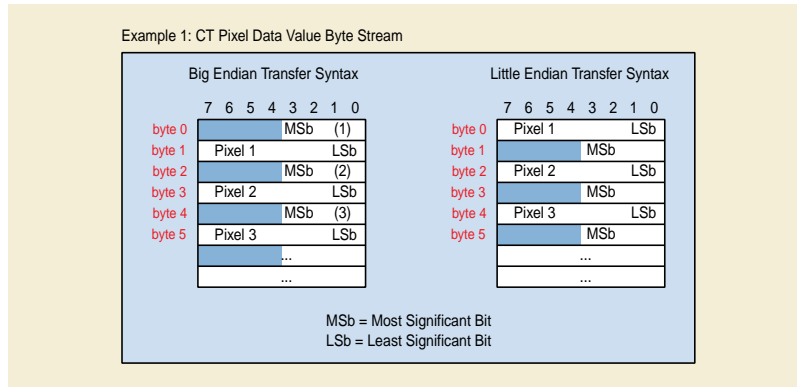 Example 1: CT Pixel Data Value Byte Stream
Big Endian Transfer Syntax
7 6 5 4 3 2 1 0
byte 0 MSb (1)
byte 1 Pixel 1 LSb
byte 2 MSb (2)
byte 3 Pixel 2 LSb
byte 4 MSb (3)
byte 5 Pixel 3 LSb
...
...
Little Endian Transfer Syntax
7 6 5 4 3 2 1 0
byte 0 Pixel 1 LSb
byte 1 MSb
byte 2 Pixel 2 LSb
byte 3 MSb
byte 4 Pixel 3 LSb
byte 5 MSb
...
...
MSb = Most Significant Bit
LSb = Least Significant Bit